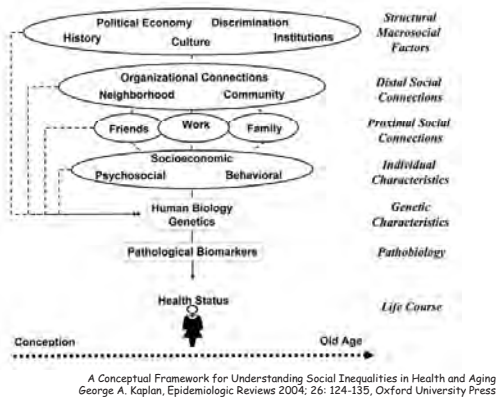 Political Economy Discrimination
History Culture Institutions
Structural
Macrosocial
Factors
Organizational Connections
Neighborhood Community
Distal Social
Connections
Friends Work Family
Proximal Social
Connections
Socioeconomic
Psychosocial Behavioral
Individual
Characteristics
Human Biology
Genetics
Genetic
Characteristics
Pathological Biomarkers
Pathobiology
Health Status
Life Course
Conception Old Age
A Conceptual Framework for Understanding Social Inequalities in Health and Aging
George A. Kaplan, Epidemiologic Reviews 2004; 26: 124-135, Oxford University Press